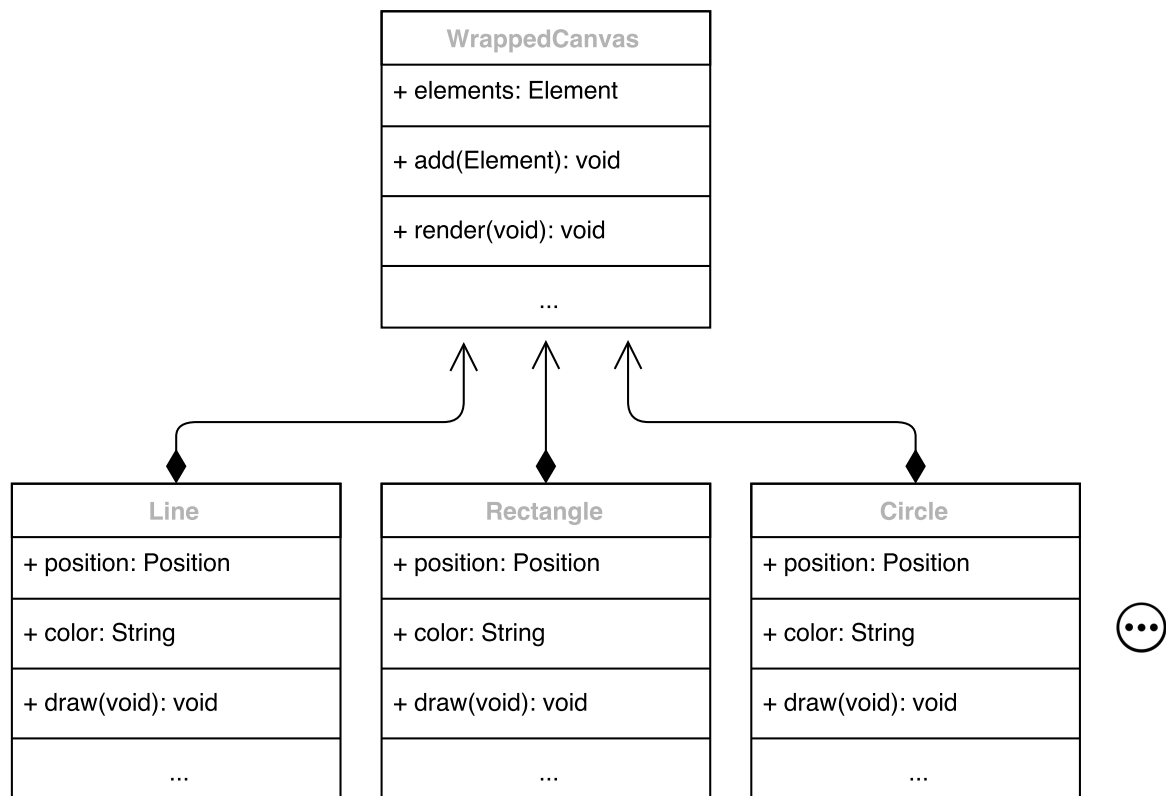 WrappedCanvas
+ elements: Element
+ add(Element): void
+ render(void): void
...
Line
+ position: Position
+ color: String
+ draw(void): void
...
Rectangle
+ position: Position
+ color: String
+ draw(void): void
...
Circle
+ position: Position
+ color: String
+ draw(void): void
...